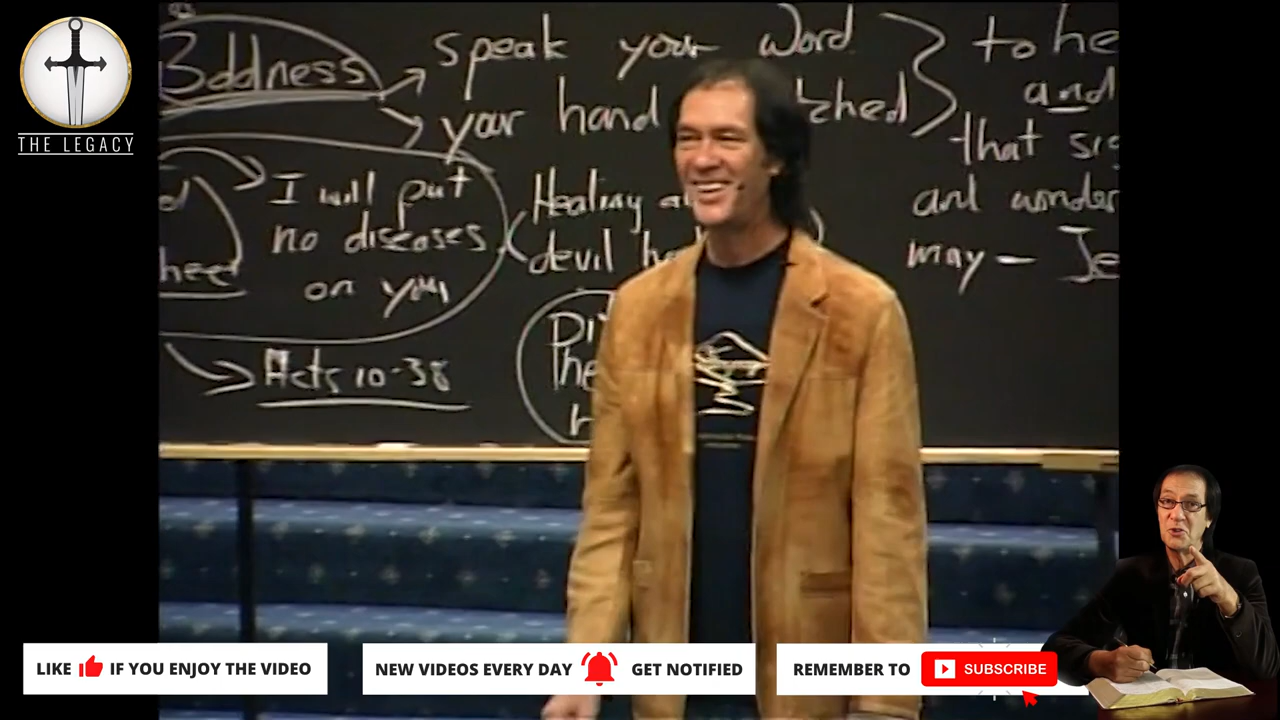 THE LEGACY
Boldness
speak your Word
your hand
to he
and
that si
and wonder
may - Je
I will put
no diseases
on you
Healing
devil
Acts 10-38
LIKE IF YOU ENJOY THE VIDEO
NEW VIDEOS EVERY DAY GET NOTIFIED
REMEMBER TO SUBSCRIBE